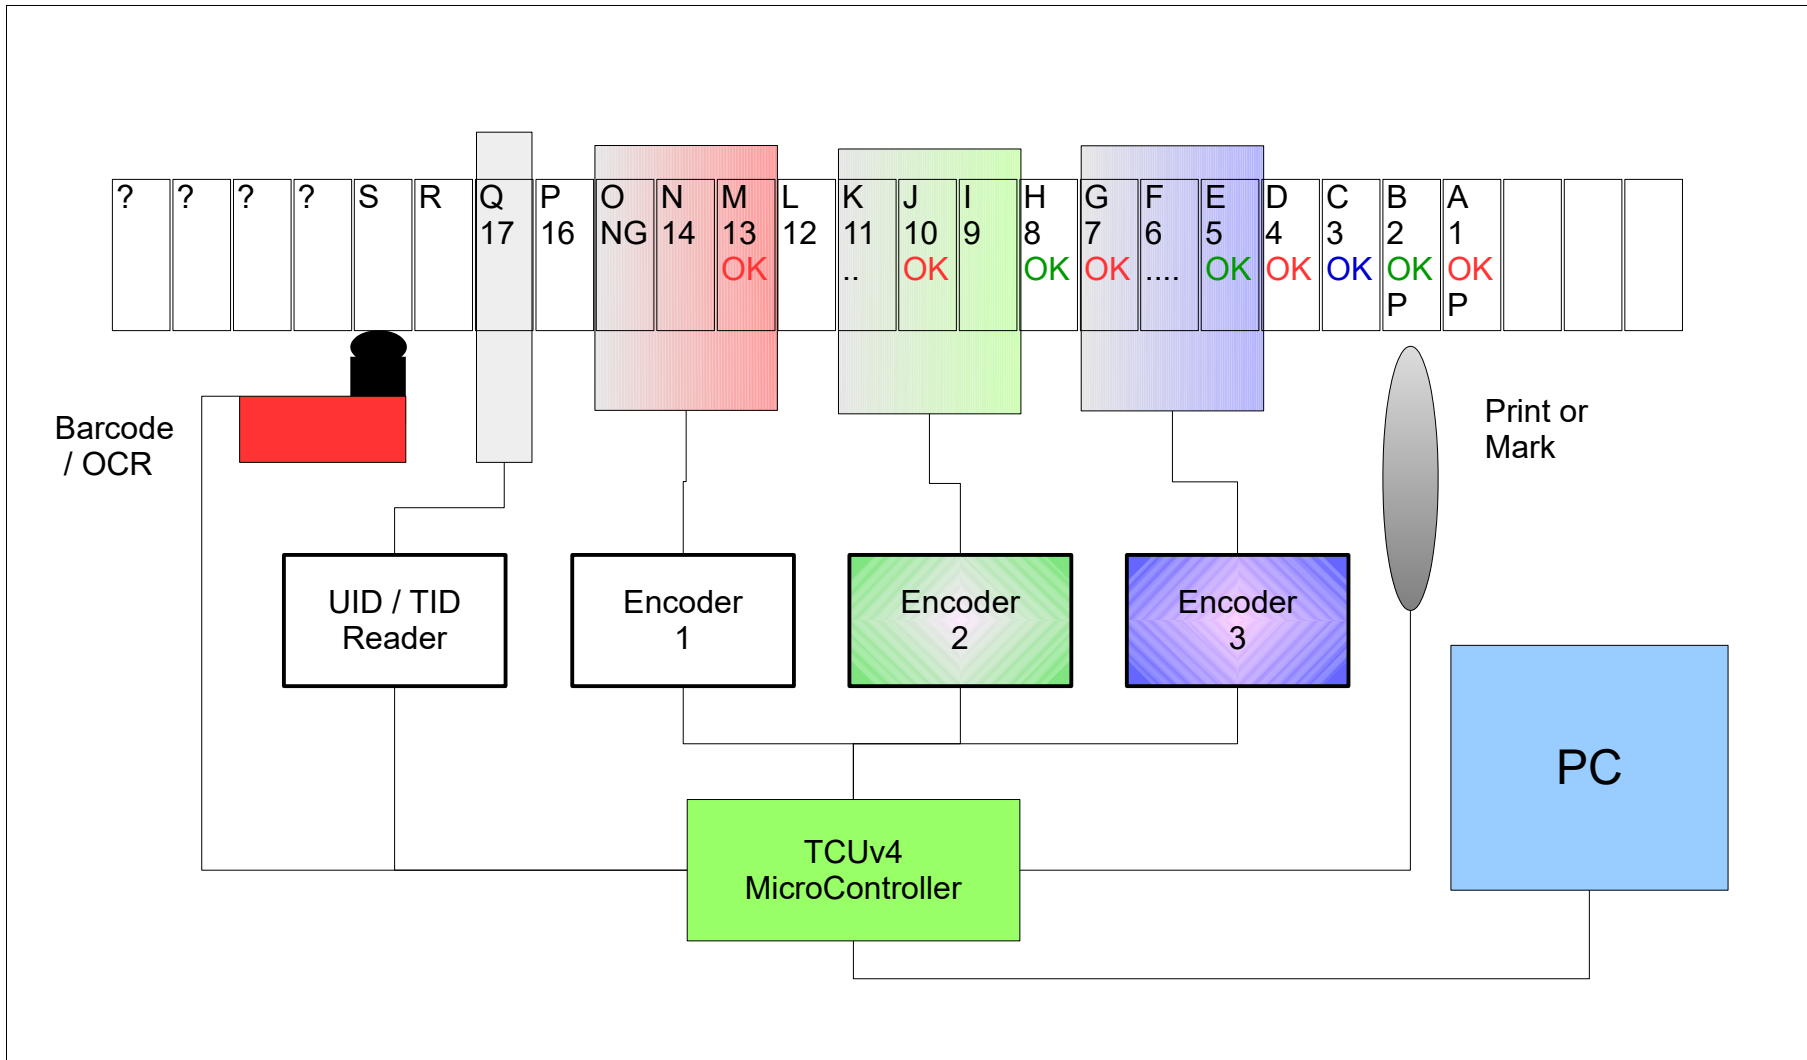 ? ? ? ? S R Q P O N M L K J I H G F E D C B A
17 16 NG 14 13 12 11 10 9 8 7 6 5 4 3 2 1
OK .. OK OK OK .... OK OK OK OK OK
P P
Barcode
/ OCR
Print or
Mark
UID / TID
Reader
Encoder
1
Encoder
2
Encoder
3
PC
TCUv4
MicroController